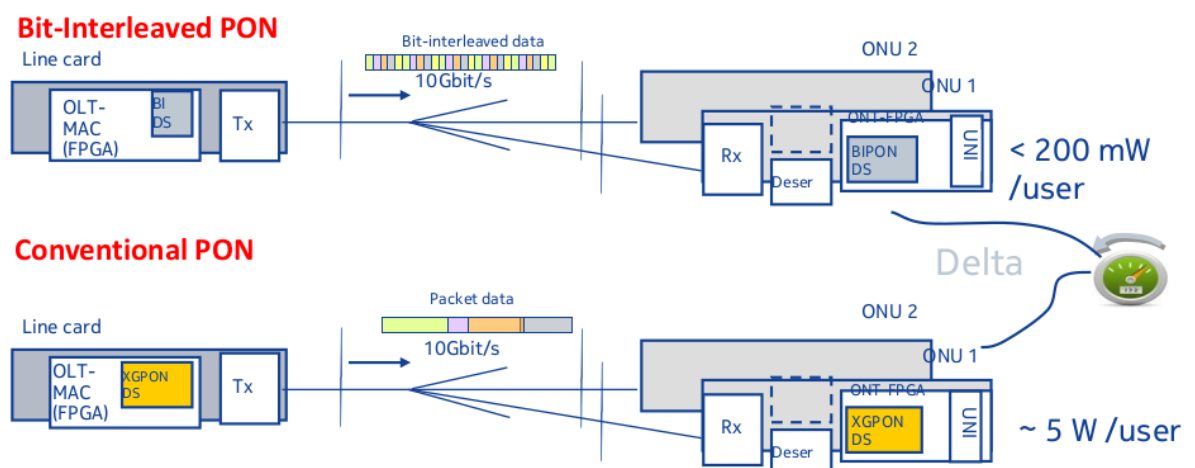 Bit-Interleaved PON
Line card
OLT-
MAC
(FPGA)
BI
DS
Tx
Bit-interleaved data
10Gbit/s
ONU 2
ONU 1
Rx
Deser
ONT-FPGA
BIPON
DS
UNI
< 200 mW
/user
Conventional PON
Delta
Line card
OLT-
MAC
(FPGA)
XGPON
DS
Tx
Packet data
10Gbit/s
ONU 2
ONU 1
Rx
Deser
ONT-FPGA
XGPON
DS
UNI
~ 5 W /user